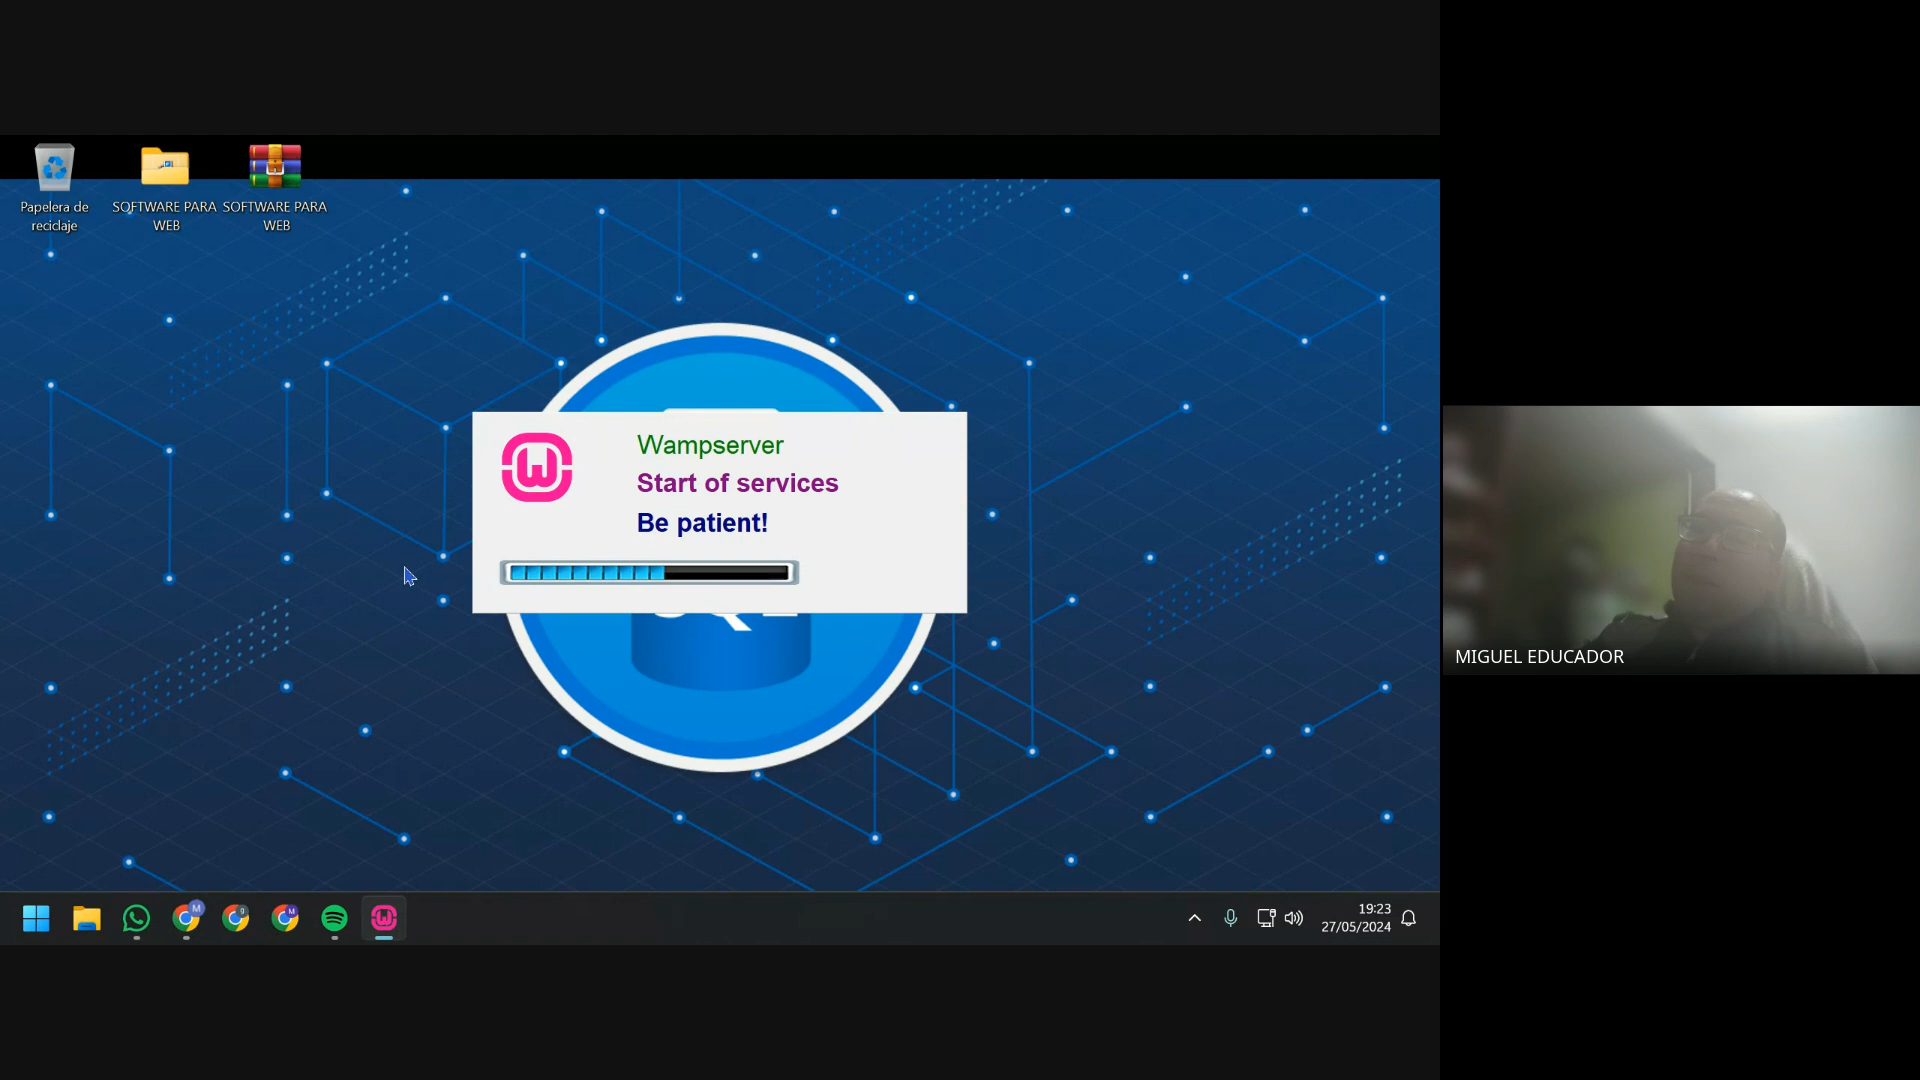 Papelera de
reciclaje
SOFTWARE PARA
WEB
SOFTWARE PARA
WEB
Wampserver
Start of services
Be patient!
MIGUEL EDUCADOR
19:23
27/05/2024